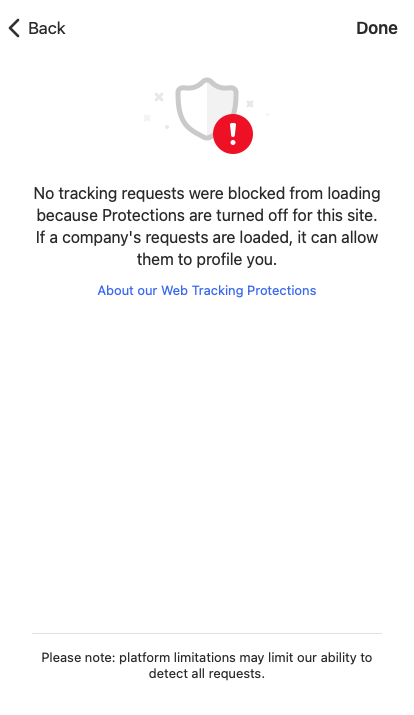 Back
Done
No tracking requests were blocked from loading
because Protections are turned off for this site.
If a company's requests are loaded, it can allow
them to profile you.
About our Web Tracking Protections
Please note: platform limitations may limit our ability to
detect all requests.